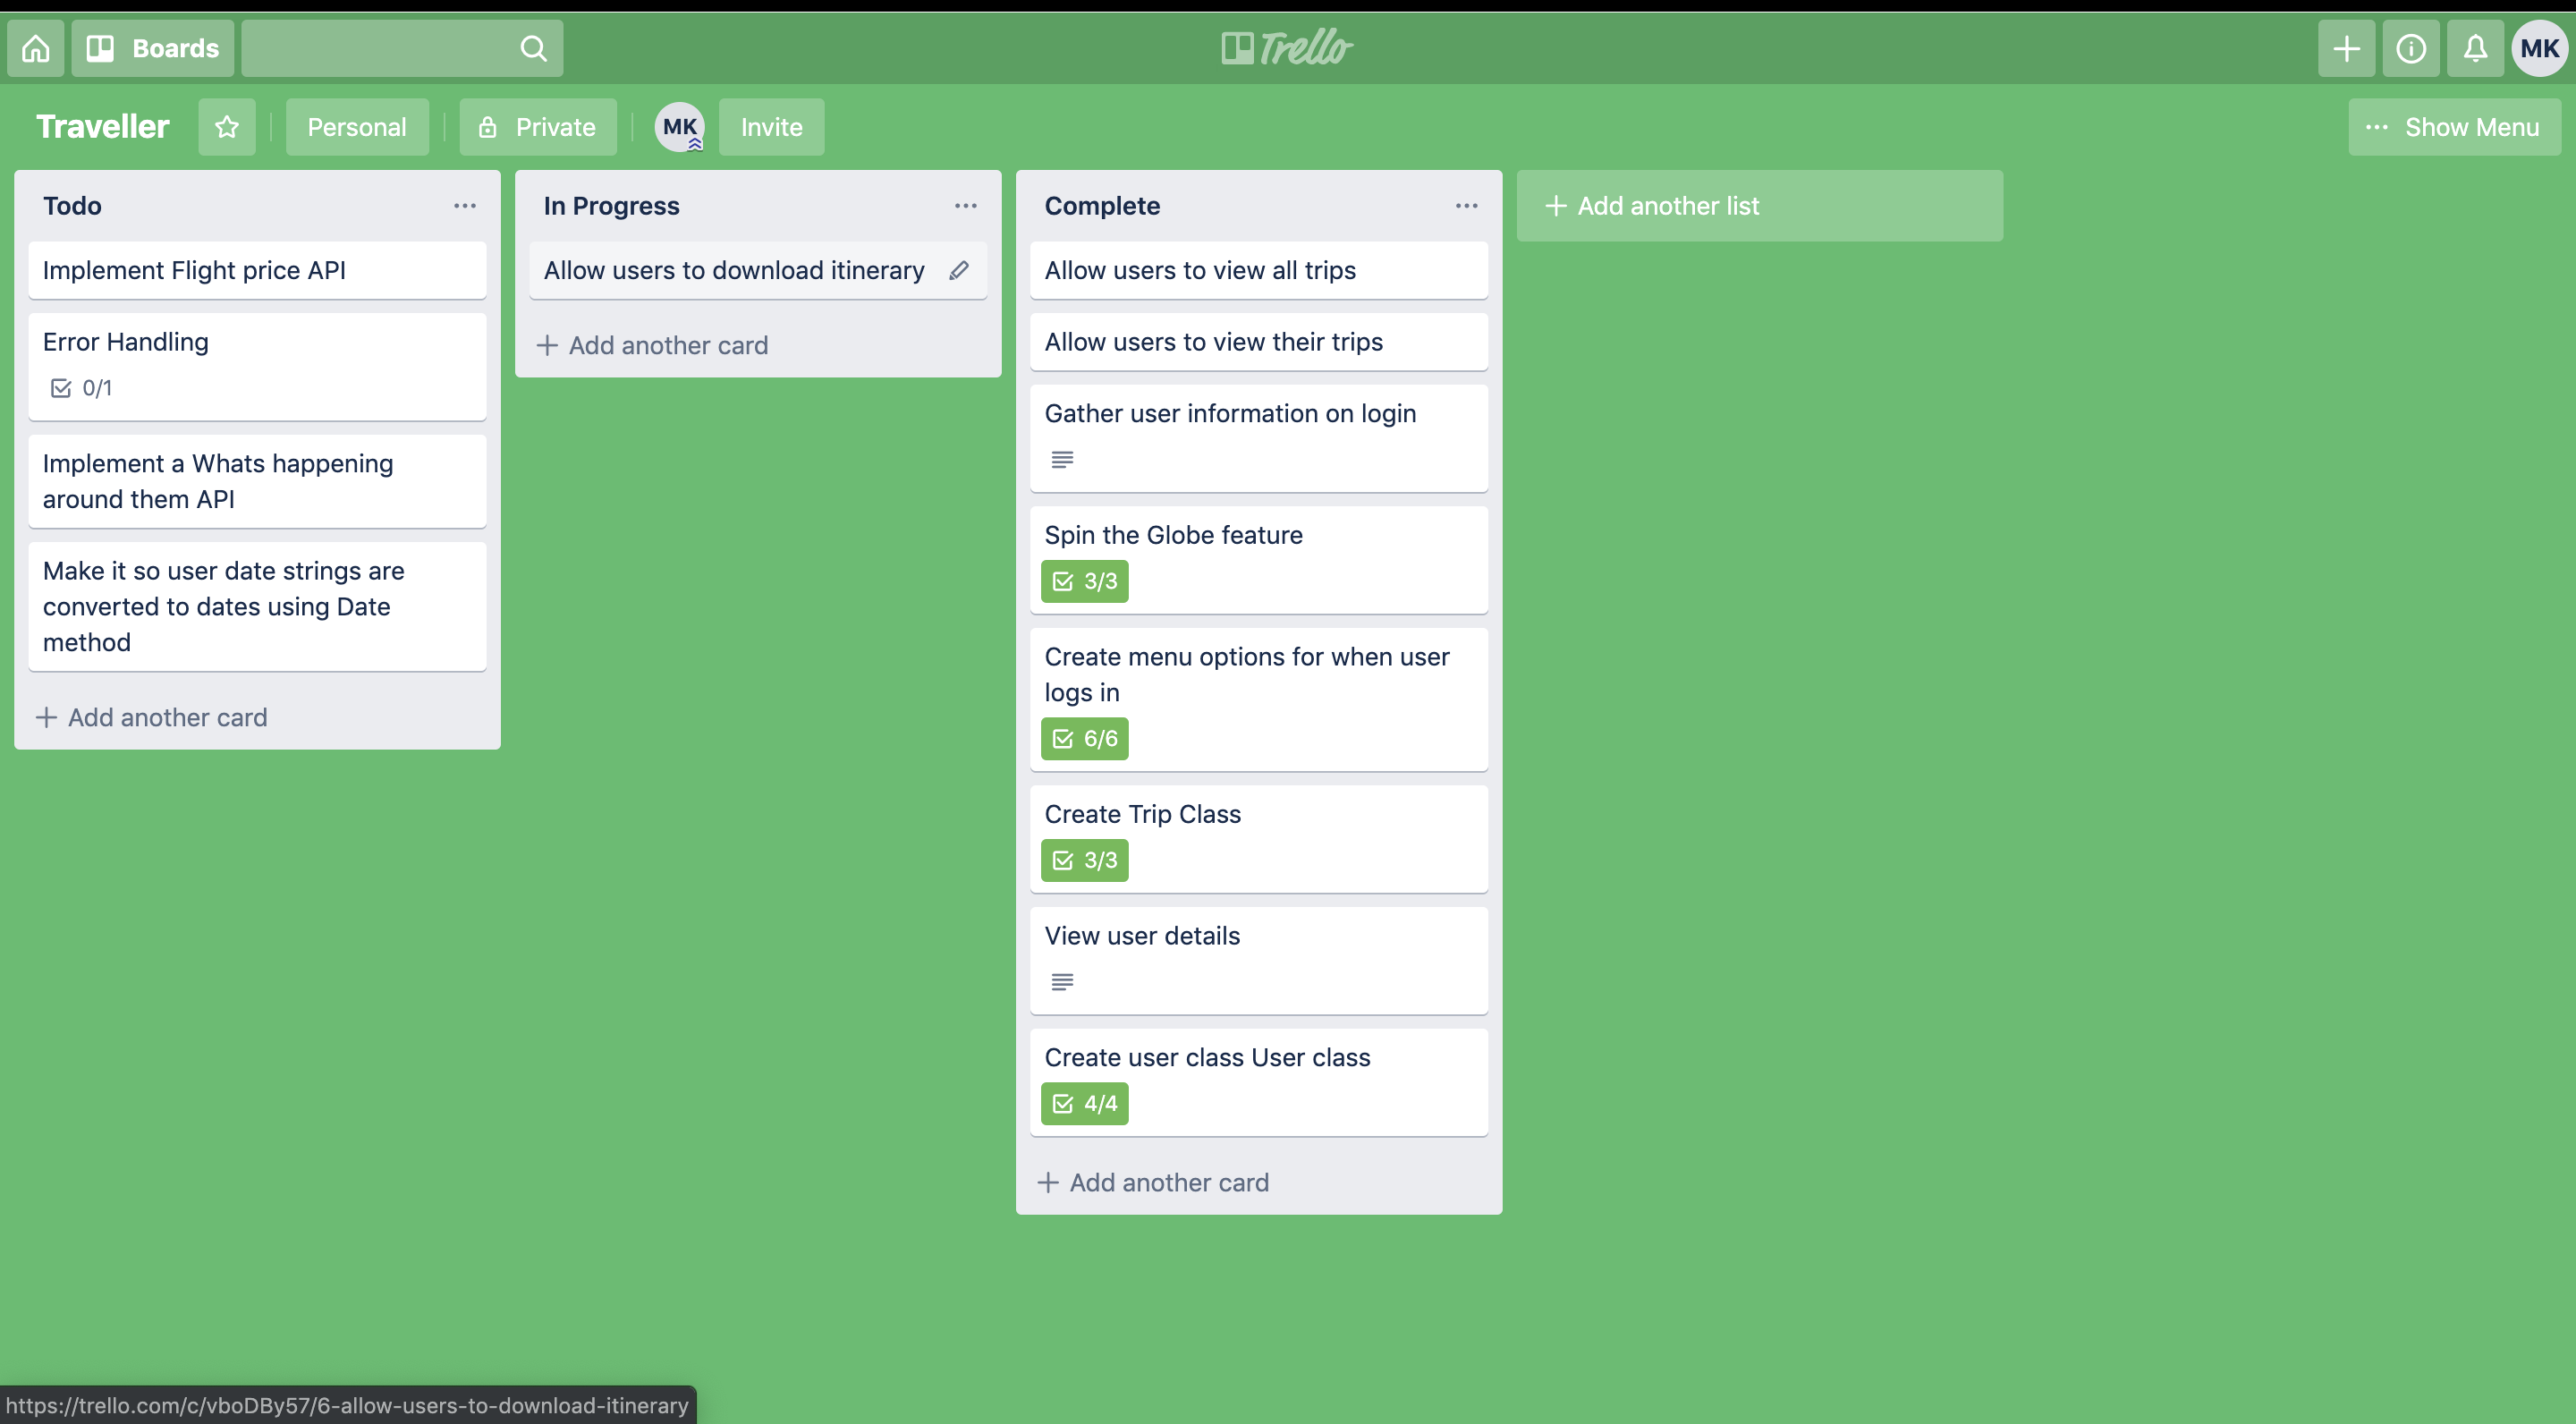 Boards
Trello
MK
Traveller
Personal
Private
MK
Invite
Show Menu
Todo
Implement Flight price API
Error Handling
0/1
Implement a Whats happening
around them API
Make it so user date strings are
converted to dates using Date
method
Add another card
In Progress
Allow users to download itinerary
Add another card
Complete
Allow users to view all trips
Allow users to view their trips
Gather user information on login
Spin the Globe feature
3/3
Create menu options for when user
logs in
6/6
Create Trip Class
3/3
View user details
Create user class User class
4/4
Add another card
Add another list
https://trello.com/c/vboDBy57/6-allow-users-to-download-itinerary